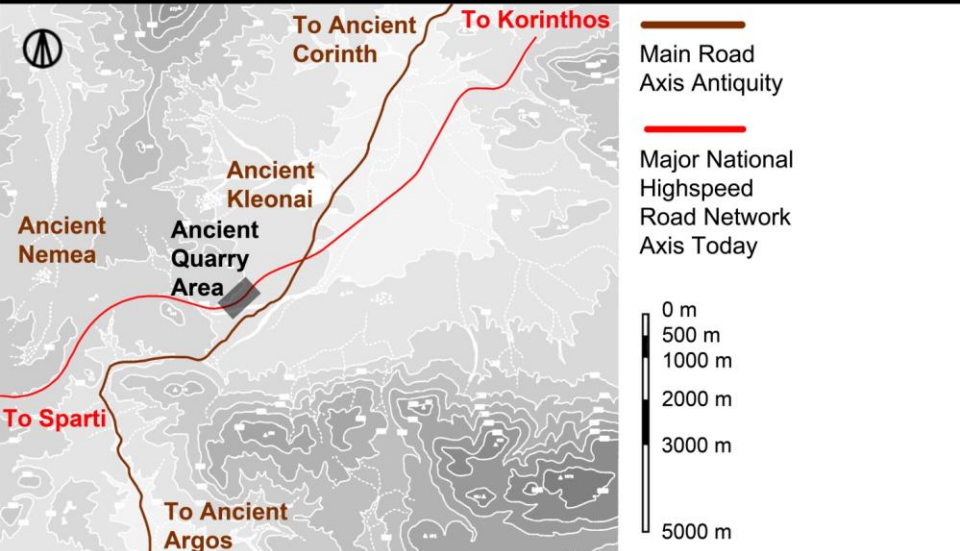 To Ancient
Corinth
To Korinthos
Ancient
Kleonai
Ancient
Nemea
Ancient
Quarry
Area
To Sparti
To Ancient
Argos
Main Road
Axis Antiquity
Major National
Highspeed
Road Network
Axis Today
0 m
500 m
1000 m
2000 m
3000 m
5000 m